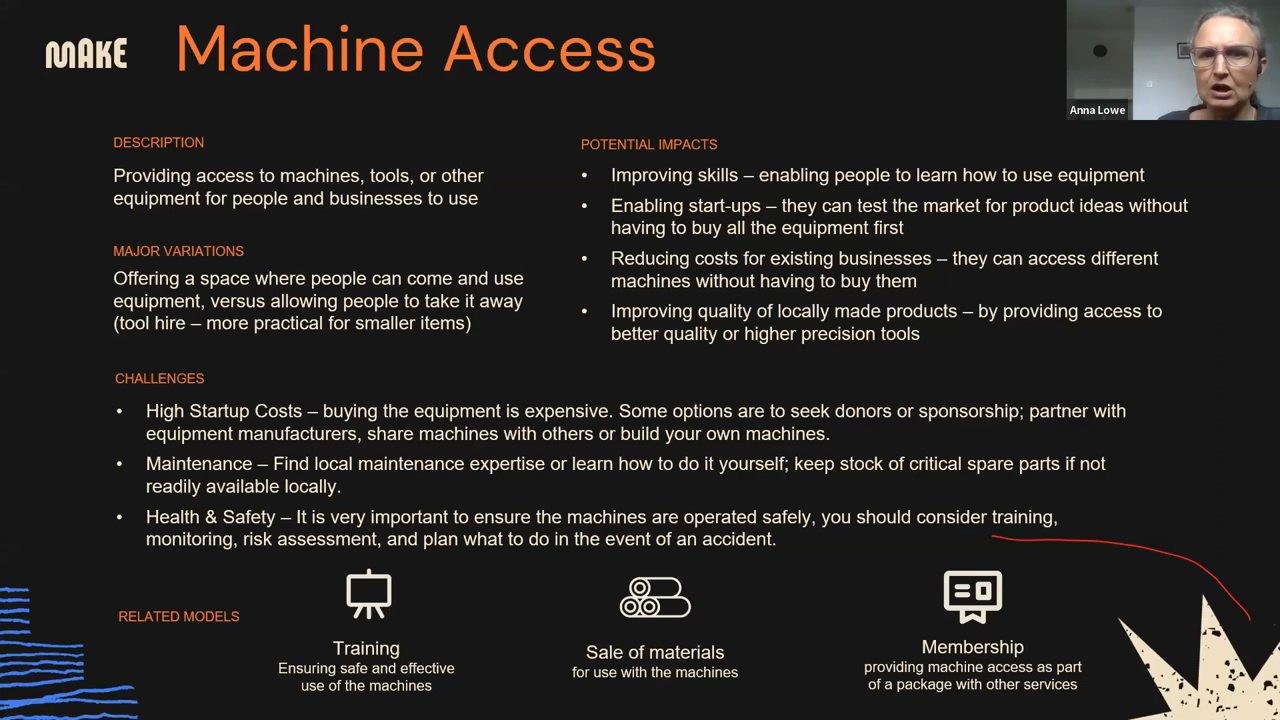 MAKE
Machine Access
Anna Lowe
DESCRIPTION
Providing access to machines, tools, or other
equipment for people and businesses to use
MAJOR VARIATIONS
Offering a space where people can come and use
equipment, versus allowing people to take it away
(tool hire – more practical for smaller items)
POTENTIAL IMPACTS
• Improving skills – enabling people to learn how to use equipment
• Enabling start-ups – they can test the market for product ideas without
having to buy all the equipment first
• Reducing costs for existing businesses – they can access different
machines without having to buy them
• Improving quality of locally made products – by providing access to
better quality or higher precision tools
CHALLENGES
• High Startup Costs – buying the equipment is expensive. Some options are to seek donors or sponsorship; partner with
equipment manufacturers, share machines with others or build your own machines.
• Maintenance – Find local maintenance expertise or learn how to do it yourself; keep stock of critical spare parts if not
readily available locally.
• Health & Safety – It is very important to ensure the machines are operated safely, you should consider training,
monitoring, risk assessment, and plan what to do in the event of an accident.
RELATED MODELS
Training
Ensuring safe and effective
use of the machines
Sale of materials
for use with the machines
Membership
providing machine access as part
of a package with other services